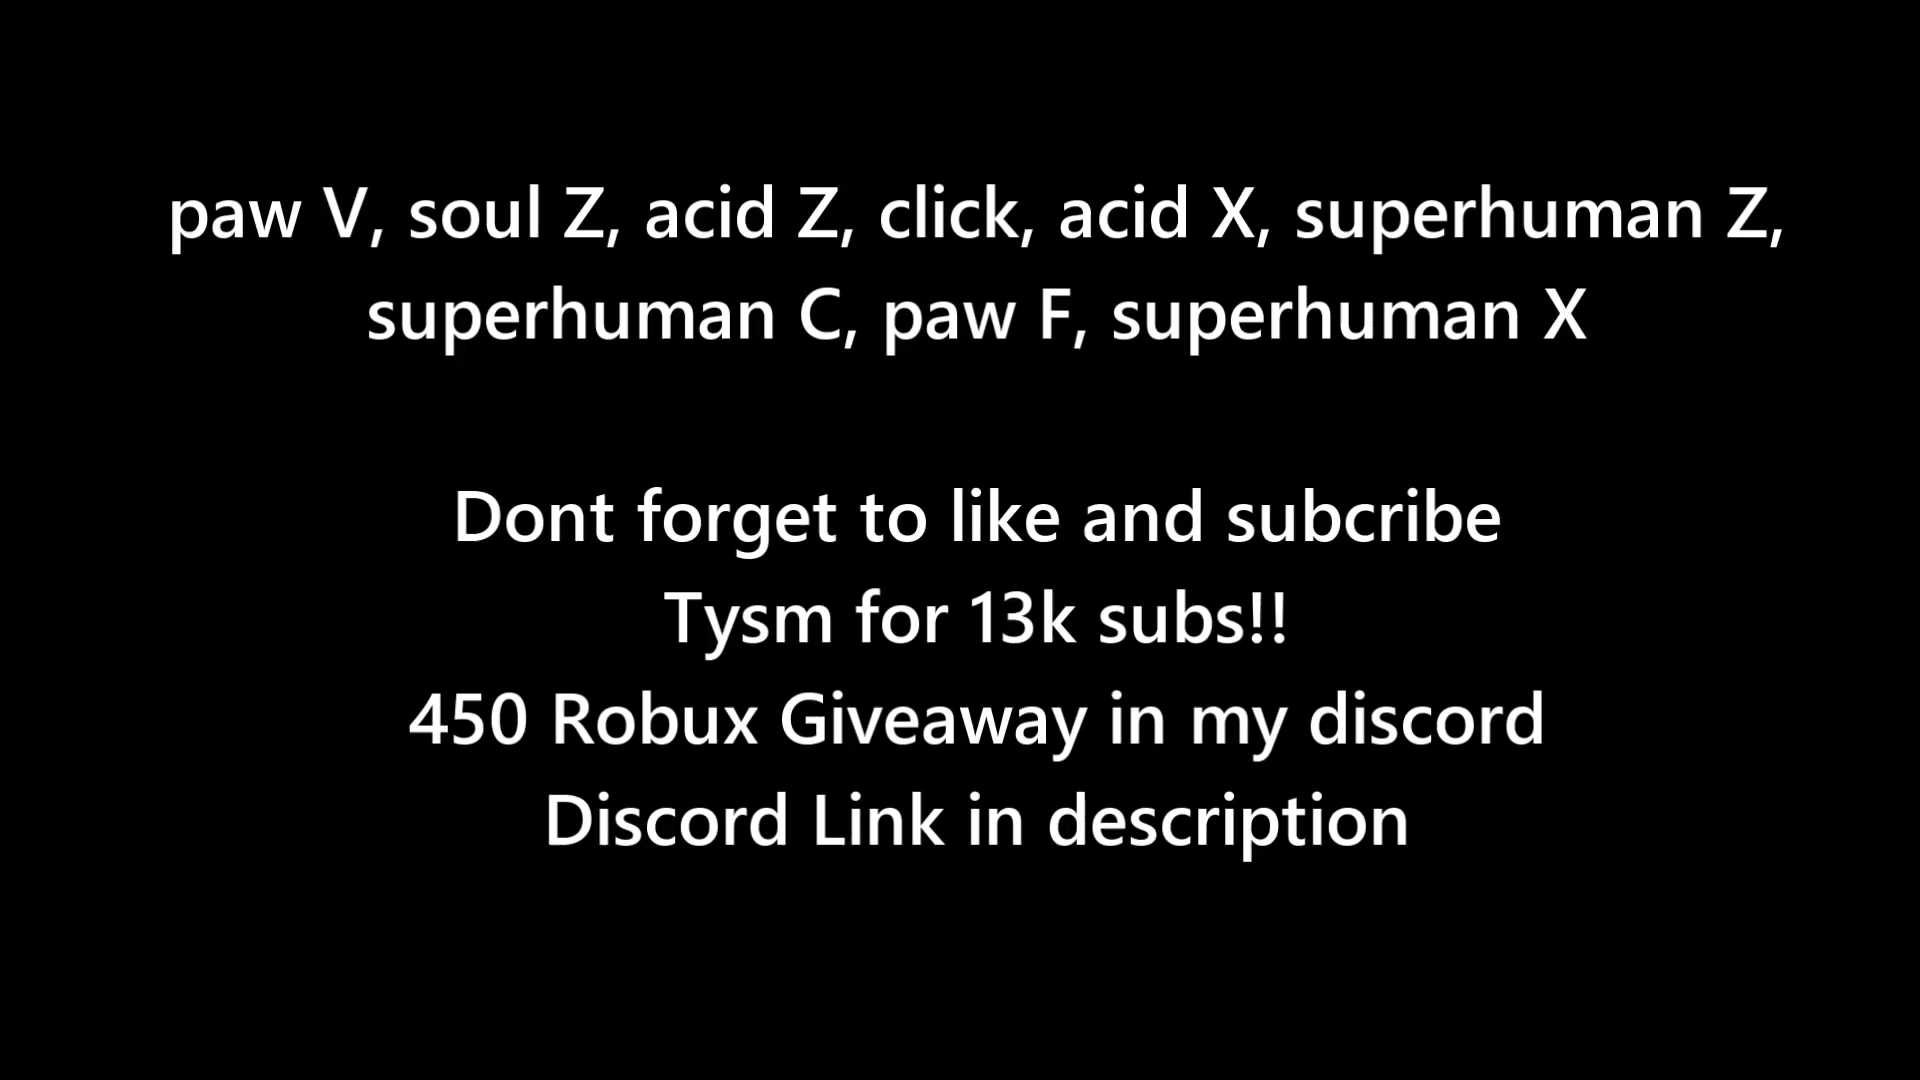 paw V, soul Z, acid Z, click, acid X, superhuman Z,
superhuman C, paw F, superhuman X
Dont forget to like and subcribe
Tysm for 13k subs!!
450 Robux Giveaway in my discord
Discord Link in description